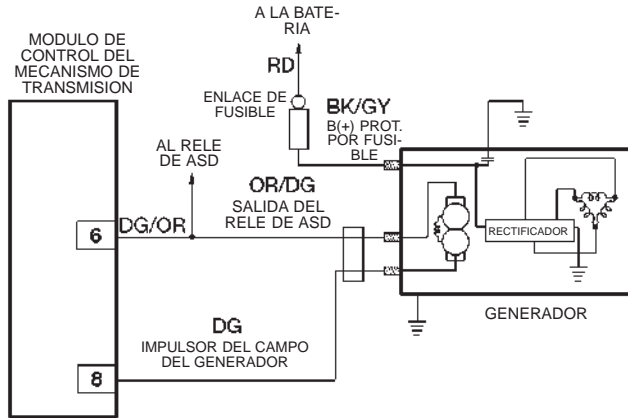 A LA BATE-
RIA
MODULO DE
CONTROL DEL
MECANISMO DE
TRANSMISION
RD
ENLACE DE
FUSIBLE
BK/GY
B(+) PROT.
POR FUSI-
BLE
AL RELE
DE ASD
OR/DG
SALIDA DEL
RELE DE ASD
6
DG/OR
RECTIFICADOR
GENERADOR
DG
IMPULSOR DEL CAMPO
DEL GENERADOR
8